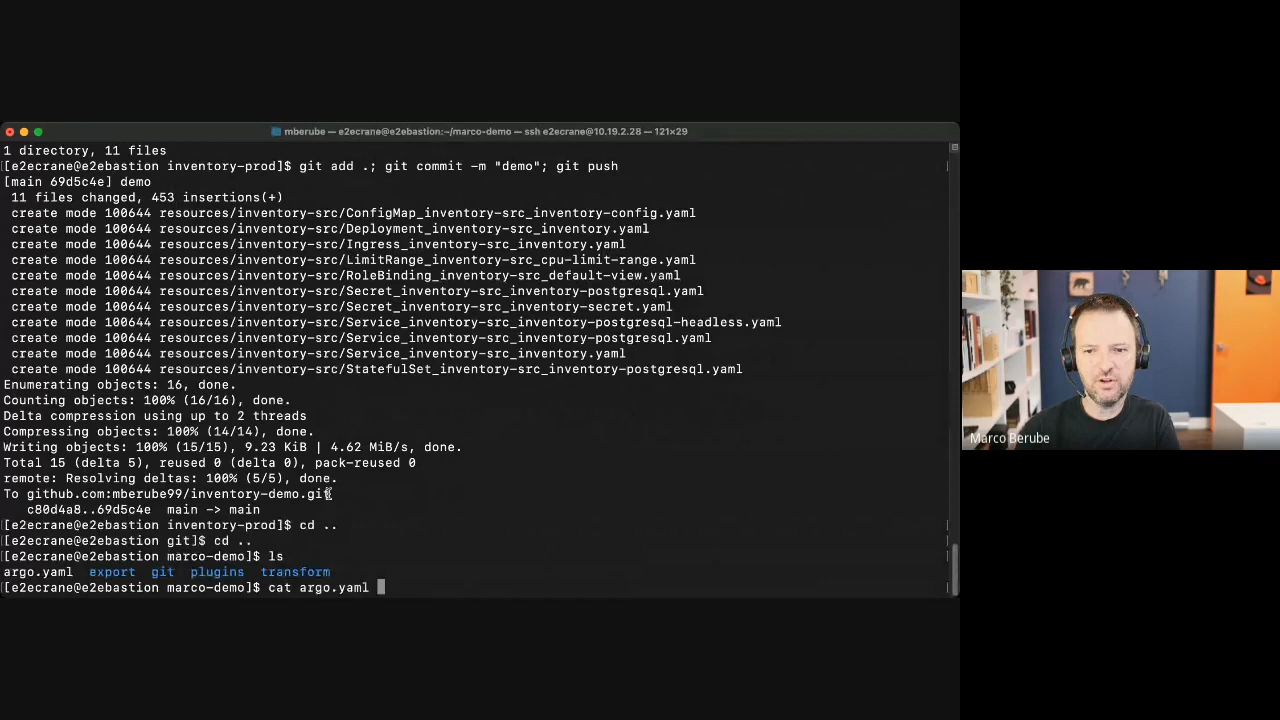 mberube — e2ecrane@e2ebastion:~/marco-demo — ssh e2ecrane@10.19.2.28 — 121×29
1 directory, 11 files
[e2ecrane@e2ebastion inventory-prod]$ git add .; git commit -m "demo"; git push
[main 69d5c4e] demo
11 files changed, 453 insertions(+)
create mode 100644 resources/inventory-src/ConfigMap_inventory-src_inventory-config.yaml
create mode 100644 resources/inventory-src/Deployment_inventory-src_inventory.yaml
create mode 100644 resources/inventory-src/Ingress_inventory-src_inventory.yaml
create mode 100644 resources/inventory-src/LimitRange_inventory-src_cpu-limit-range.yaml
create mode 100644 resources/inventory-src/RoleBinding_inventory-src_default-view.yaml
create mode 100644 resources/inventory-src/Secret_inventory-src_inventory-postgresql.yaml
create mode 100644 resources/inventory-src/Secret_inventory-src_inventory-secret.yaml
create mode 100644 resources/inventory-src/Service_inventory-src_inventory-postgresql-headless.yaml
create mode 100644 resources/inventory-src/Service_inventory-src_inventory-postgresql.yaml
create mode 100644 resources/inventory-src/Service_inventory-src_inventory.yaml
create mode 100644 resources/inventory-src/StatefulSet_inventory-src_inventory-postgresql.yaml
Enumerating objects: 16, done.
Counting objects: 100% (16/16), done.
Delta compression using up to 2 threads
Compressing objects: 100% (14/14), done.
Writing objects: 100% (15/15), 9.23 KiB | 4.62 MiB/s, done.
Total 15 (delta 5), reused 0 (delta 0), pack-reused 0
remote: Resolving deltas: 100% (5/5), done.
To github.com:mberube99/inventory-demo.git
c80d4a8..69d5c4e  main -> main
[e2ecrane@e2ebastion inventory-prod]$ cd ..
[e2ecrane@e2ebastion git]$ cd ..
[e2ecrane@e2ebastion marco-demo]$ ls
argo.yaml  export  git  plugins  transform
[e2ecrane@e2ebastion marco-demo]$ cat argo.yaml
Marco Berube